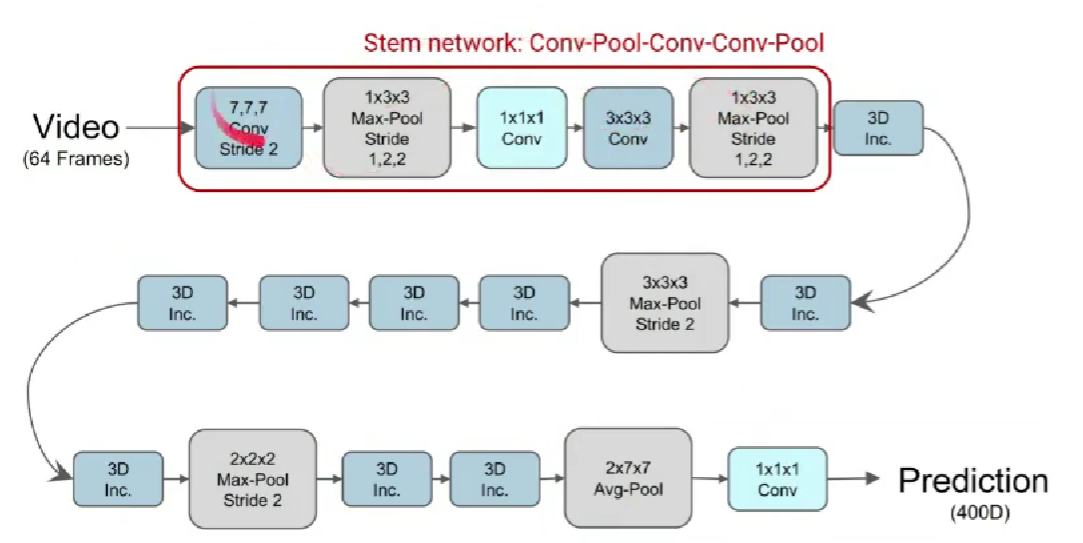 Stem network: Conv-Pool-Conv-Conv-Pool
Video
(64 Frames)
7,7,7
Conv
Stride 2
1x3x3
Max-Pool
Stride
1,2,2
1x1x1
Conv
3x3x3
Conv
1x3x3
Max-Pool
Stride
1,2,2
3D
Inc.
3D
Inc.
3D
Inc.
3D
Inc.
3D
Inc.
3x3x3
Max-Pool
Stride 2
3D
Inc.
3D
Inc.
2x2x2
Max-Pool
Stride 2
3D
Inc.
3D
Inc.
2x7x7
Avg-Pool
1x1x1
Conv
Prediction
(400D)